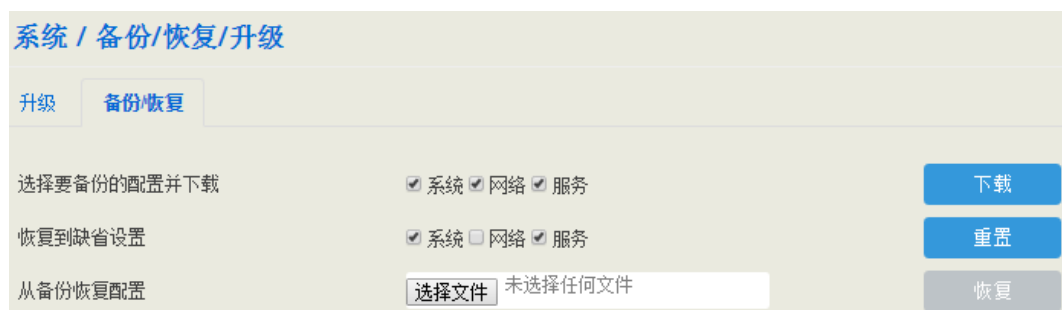 系统 / 备份/恢复/升级
升级 备份/恢复
选择要备份的配置并下载 系统 网络 服务 下载
恢复到缺省设置 系统 网络 服务 重置
从备份恢复配置 选择文件 未选择任何文件 恢复